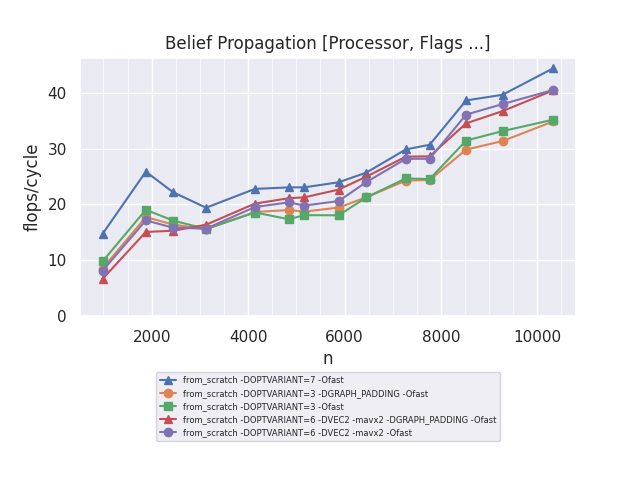 Belief Propagation [Processor, Flags ...]
flops/cycle
40
30
20
10
0
2000 4000 6000 8000 10000
n
from_scratch -DOPTVARIANT=7 -Ofast
from_scratch -DOPTVARIANT=3 -DGRAPH_PADDING -Ofast
from_scratch -DOPTVARIANT=3 -Ofast
from_scratch -DOPTVARIANT=6 -DVEC2 -mavx2 -DGRAPH_PADDING -Ofast
from_scratch -DOPTVARIANT=6 -DVEC2 -mavx2 -Ofast